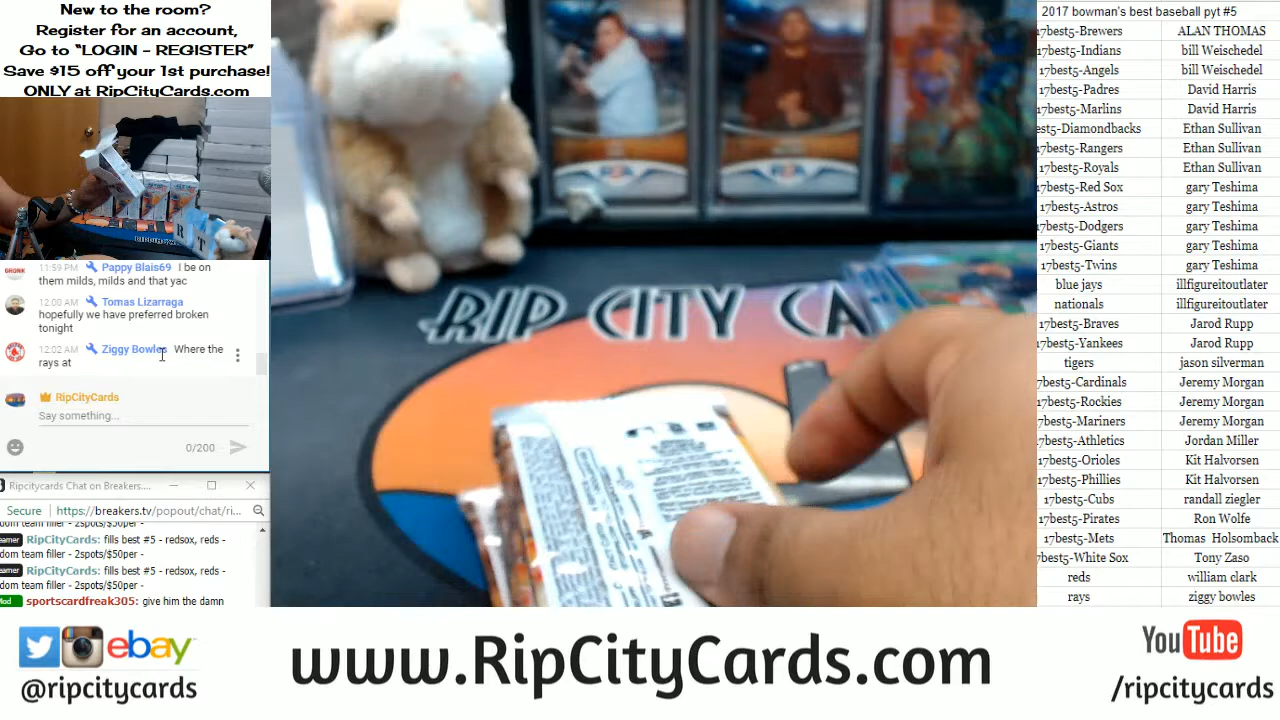 New to the room?
Register for an account,
Go to "LOGIN - REGISTER"
Save $15 off your 1st purchase!
ONLY at RipCityCards.com
11:59 PM Pappy Blais69 I be on
them milds, milds and that yac
12:00 AM Tomas Lizarraga
hopefully we have preferred broken
tonight
12:02 AM Ziggy Bowles Where the
rays at
RipCityCards
Say something...
0/200
Ripcitycards Chat on Breakers....
Secure https://breakers.tv/popout/chat/ri...
dom team filler - 2spots/$50per -
RipCityCards: fills best #5 - redsox, reds -
dom team filler - 2spots/$50per -
RipCityCards: fills best #5 - redsox, reds -
dom team filler - 2spots/$50per -
Mod sportscardfreak305: give him the damn
RIP CITY CA
2017 bowman's best baseball pyt #5
17best5-Brewers ALAN THOMAS
17best5-Indians bill Weischedel
17best5-Angels bill Weischedel
17best5-Padres David Harris
17best5-Marlins David Harris
est5-Diamondbacks Ethan Sullivan
17best5-Rangers Ethan Sullivan
17best5-Royals Ethan Sullivan
17best5-Red Sox gary Teshima
17best5-Astros gary Teshima
17best5-Dodgers gary Teshima
17best5-Giants gary Teshima
17best5-Twins gary Teshima
blue jays illfigureitoutlater
nationals illfigureitoutlater
17best5-Braves Jarod Rupp
17best5-Yankees Jarod Rupp
tigers jason silverman
7best5-Cardinals Jeremy Morgan
17best5-Rockies Jeremy Morgan
7best5-Mariners Jeremy Morgan
17best5-Athletics Jordan Miller
17best5-Orioles Kit Halvorsen
17best5-Phillies Kit Halvorsen
17best5-Cubs randall ziegler
17best5-Pirates Ron Wolfe
17best5-Mets Thomas Holsomback
7best5-White Sox Tony Zaso
reds william clark
rays ziggy bowles
ebay
@ripcitycards
www.RipCityCards.com
YouTube
/ripcitycards